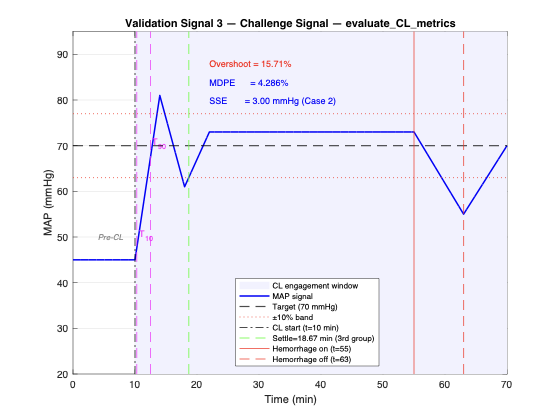 Validation Signal 3 — Challenge Signal — evaluate_CL_metrics
Overshoot = 15.71%
MDPE = 4.286%
SSE = 3.00 mmHg (Case 2)
MAP (mmHg)
90
80
70
60
50
40
30
20
T90
T10
Pre-CL
CL engagement window
MAP signal
Target (70 mmHg)
±10% band
CL start (t=10 min)
Settle=18.67 min (3rd group)
Hemorrhage on (t=55)
Hemorrhage off (t=63)
0 10 20 30 40 50 60 70
Time (min)